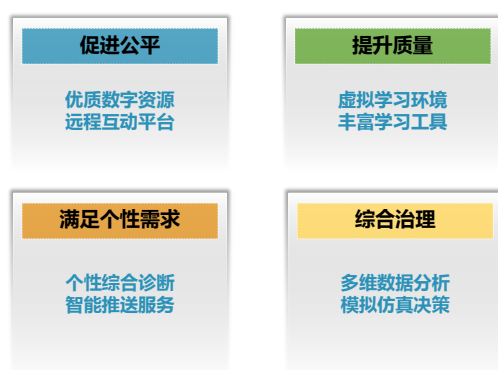 促进公平
优质数字资源
远程互动平台
提升质量
虚拟学习环境
丰富学习工具
满足个性需求
个性综合诊断
智能推送服务
综合治理
多维数据分析
模拟仿真决策